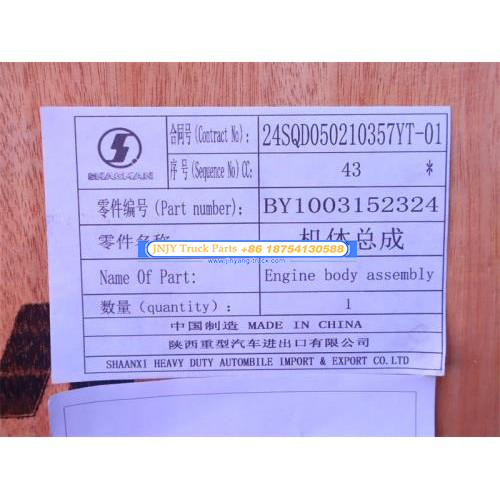 合同号(Contract No): 24SQD050210357YT-01
SHACMAN
序号(Sequence No)CC: 43 *
零件编号(Part number): BY1003152324
零件名称 机体总成
JNJY Truck Parts +86 18754130588
www.jnhyang-truck.com
Name Of Part: Engine body assembly
数量(quantity): 1
中国制造 MADE IN CHINA
陕西重型汽车进出口有限公司
SHAANXI HEAVY DUTY AUTOMBILE IMPORT & EXPORT CO.LTD